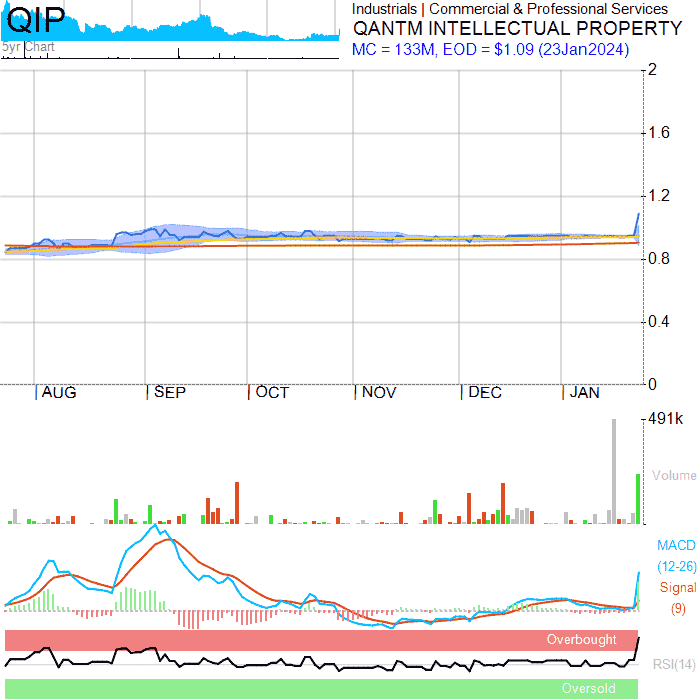 QIP
5yr Chart
Industrials | Commercial & Professional Services
QANTM INTELLECTUAL PROPERTY
MC = 133M, EOD = $1.09 (23Jan2024)
2
1.6
1.2
0.8
0.4
0
AUG SEP OCT NOV DEC JAN
491k
Volume
MACD
(12-26)
Signal
(9)
Overbought
RSI(14)
Oversold